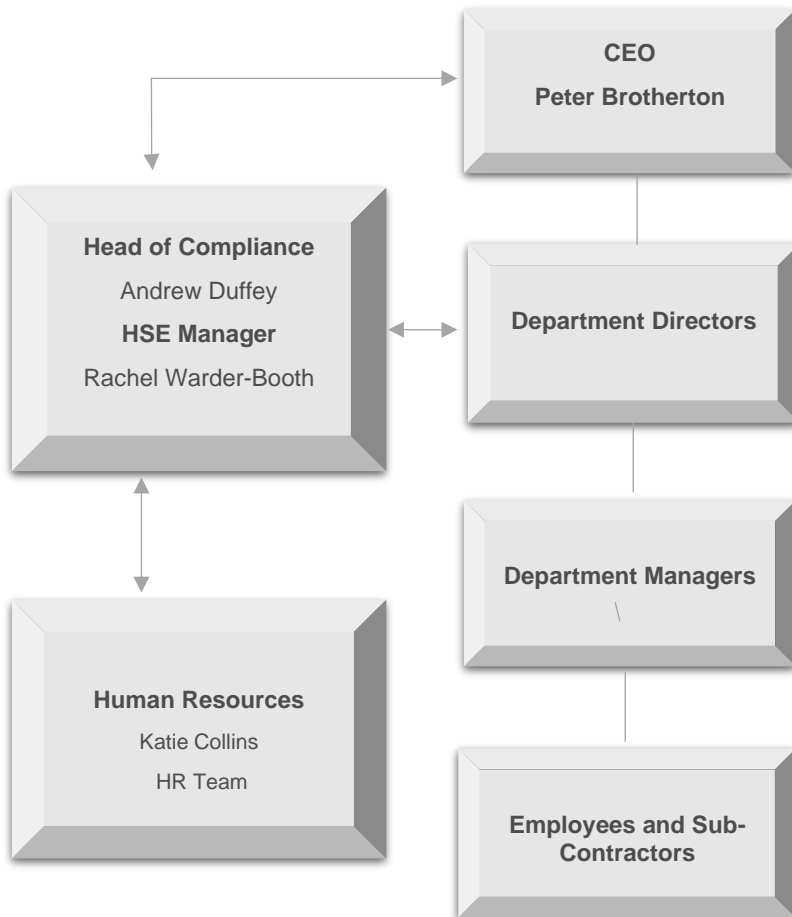 CEO
Peter Brotherton
Head of Compliance
Andrew Duffey
HSE Manager
Rachel Warder-Booth
Department Directors
Department Managers
\
Human Resources
Katie Collins
HR Team
Employees and Sub-
Contractors